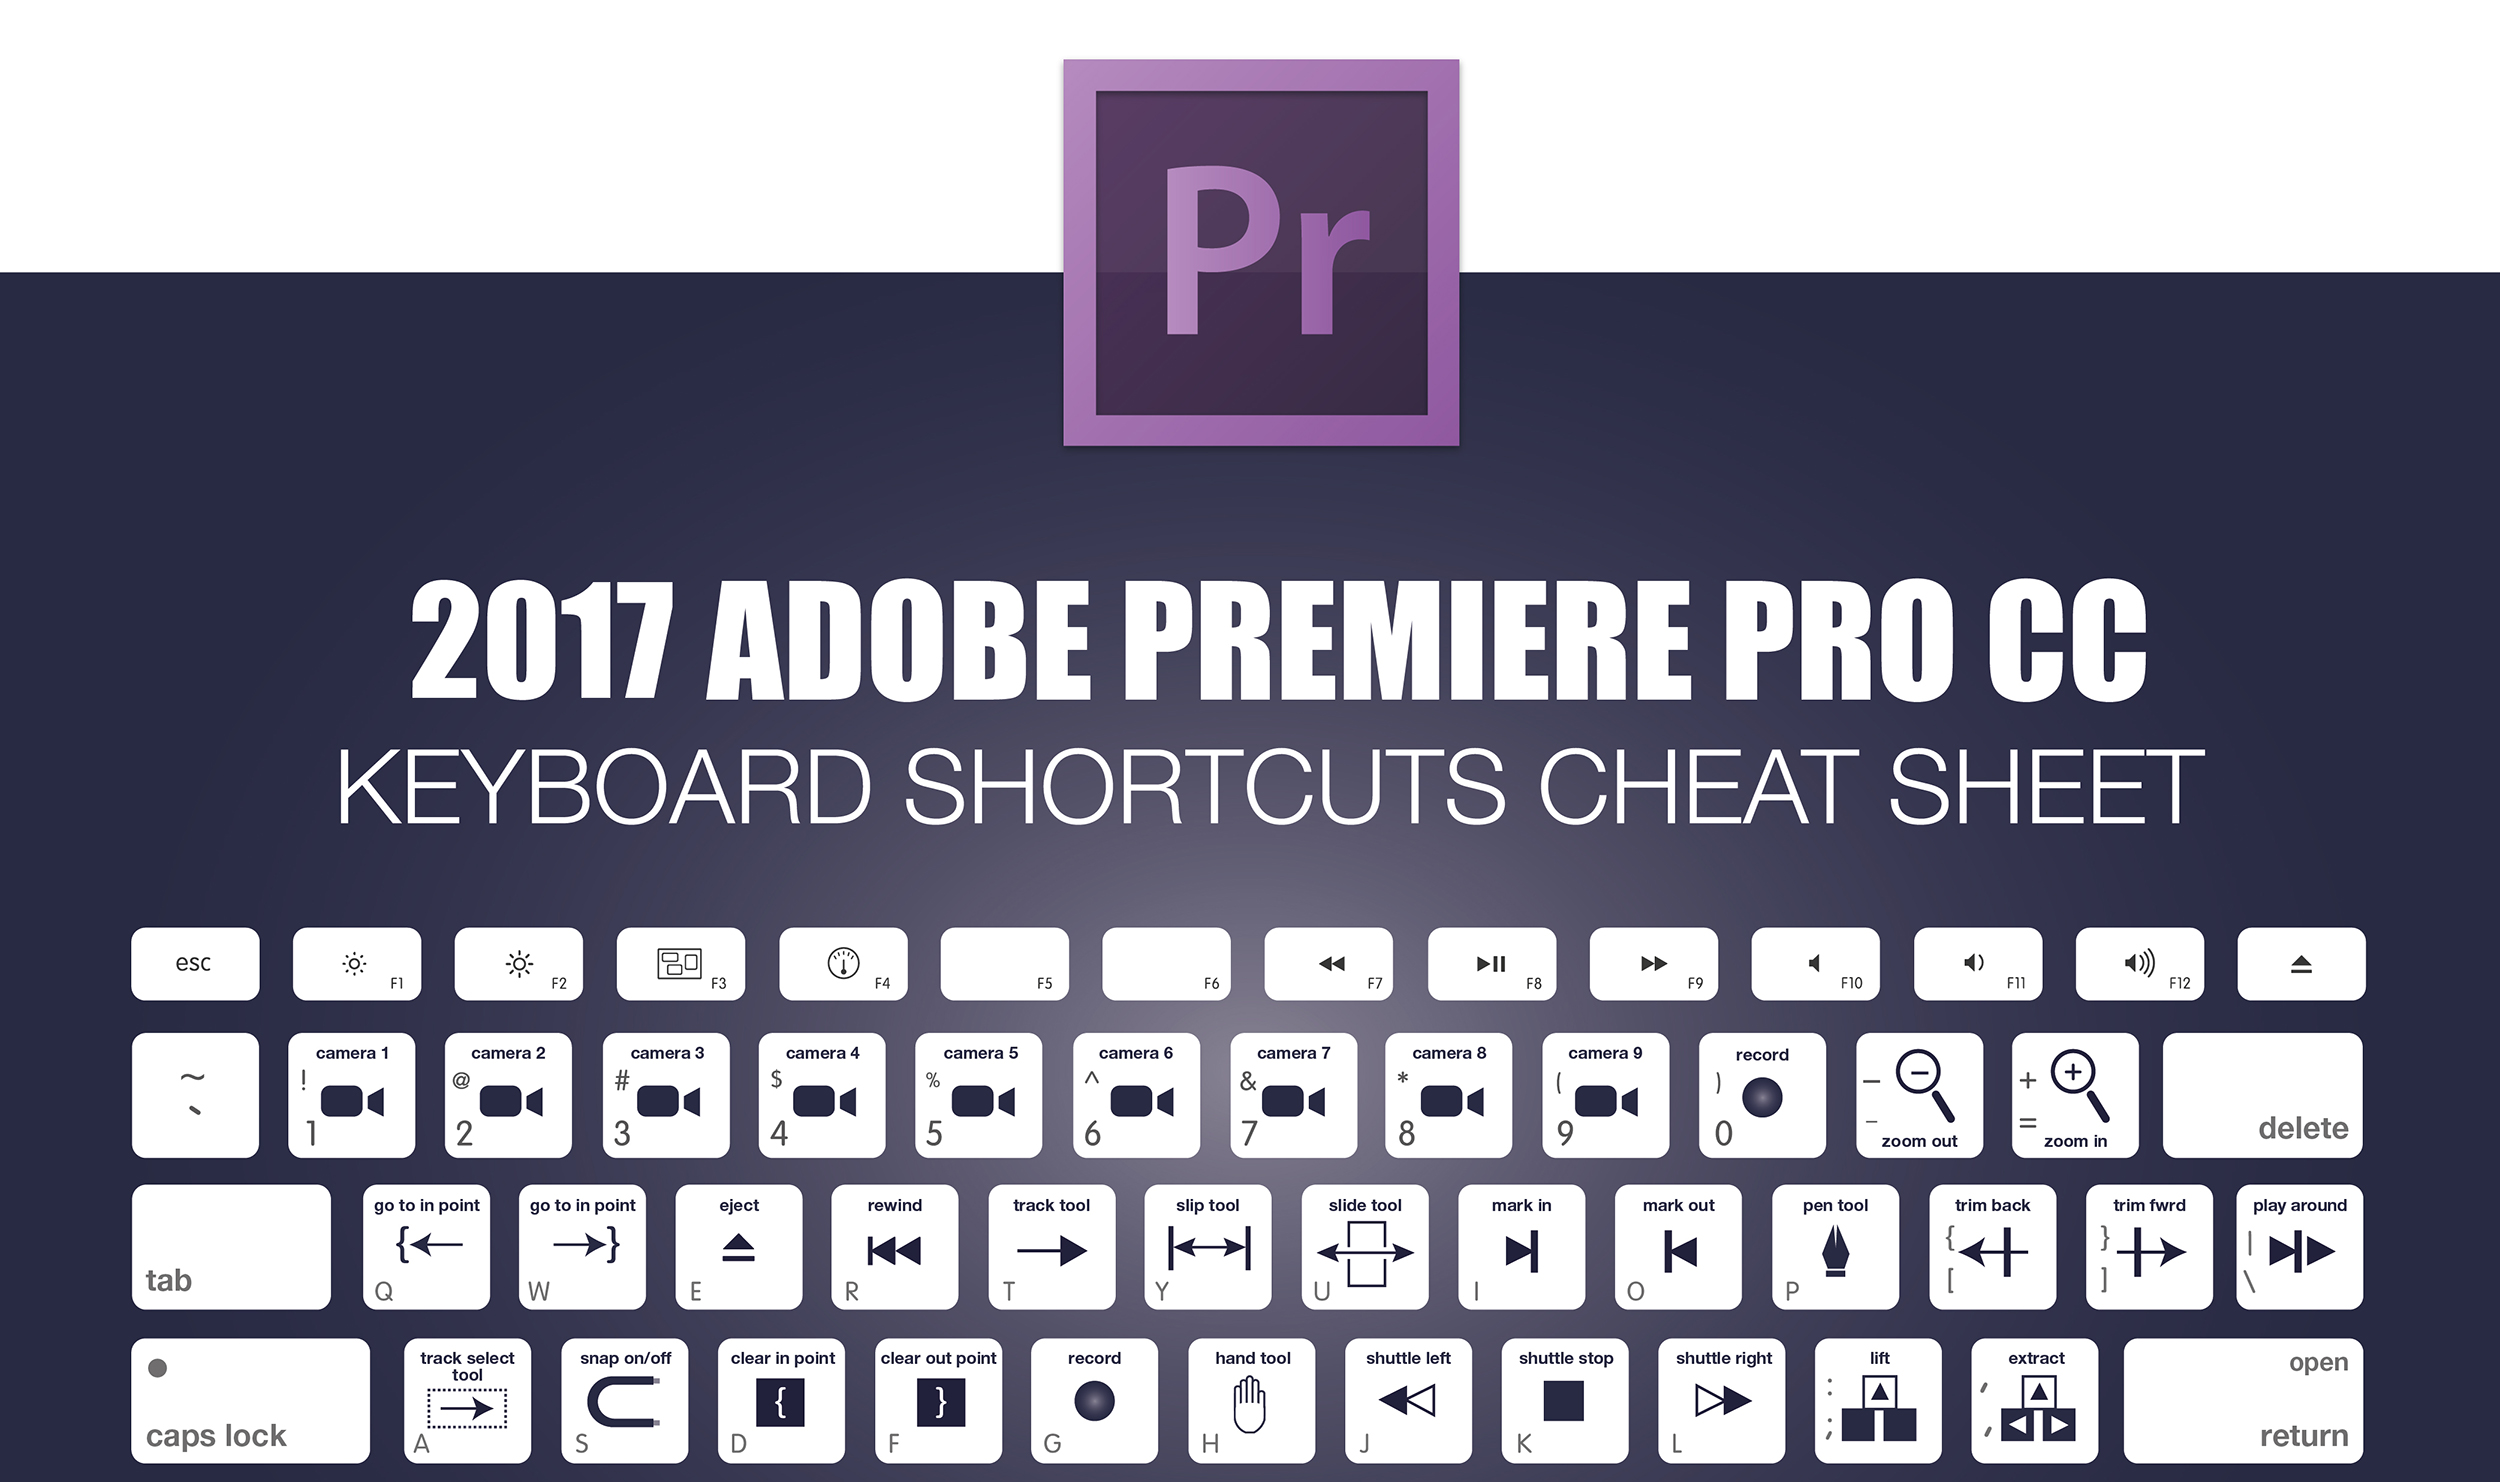 Pr
2017 ADOBE PREMIERE PRO CC
KEYBOARD SHORTCUTS CHEAT SHEET
esc F1 F2 F3 F4 F5 F6 F7 F8 F9 F10 F11 F12
camera 1 camera 2 camera 3 camera 4 camera 5 camera 6 camera 7 camera 8 camera 9 record
~ ! @ # $ % ^ & * ( ) – +
` 1 2 3 4 5 6 7 8 9 0 _ =
zoom out zoom in delete
go to in point go to in point eject rewind track tool slip tool slide tool mark in mark out pen tool trim back trim fwrd play around
{ } |
tab Q W E R T Y U I O P [ ] \
track select tool snap on/off clear in point clear out point record hand tool shuttle left shuttle stop shuttle right lift extract open
{ }
: "
caps lock A S D F G H J K L ; ' return